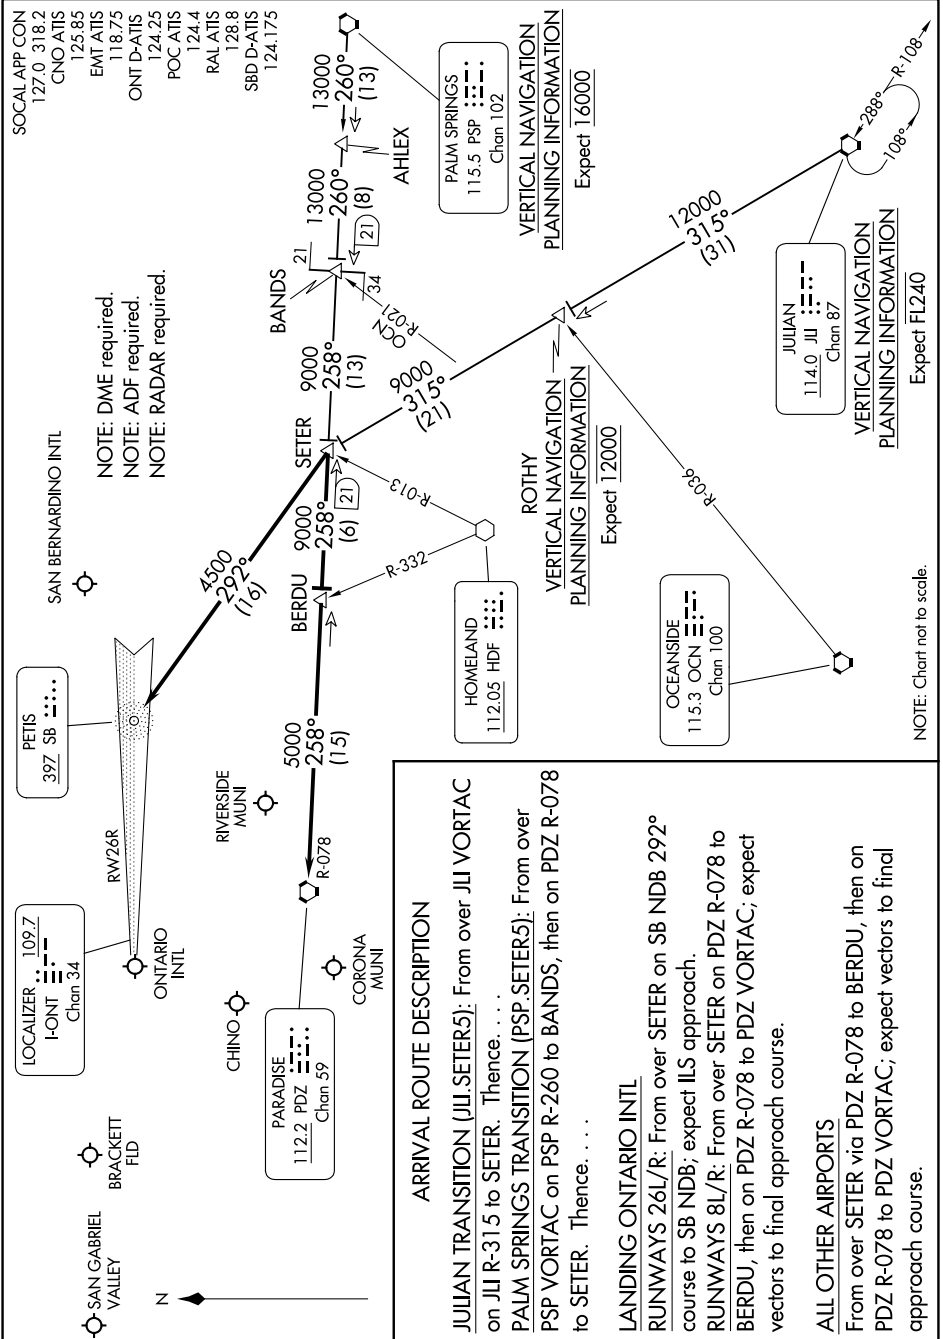 SOCAL APP CON
127.0 318.2
CNO ATIS
125.85
EMT ATIS
118.75
ONT D-ATIS
124.25
POC ATIS
124.4
RAL ATIS
128.8
SBD D-ATIS
124.175
NOTE: DME required.
NOTE: ADF required.
NOTE: RADAR required.
SAN GABRIEL
VALLEY
BRACKETT
FLD
LOCALIZER 109.7
I-ONT
Chan 34
ONTARIO
INTL
RW26R
PETIS
397 SB
SAN BERNARDINO INTL
4500
292°
(16)
CHINO
RIVERSIDE
MUNI
CORONA
MUNI
PARADISE
112.2 PDZ
Chan 59
R-078
5000
258°
(15)
BERDU
9000
258°
(6)
21
SETER
9000
258°
(13)
BANDS
21
34
21
13000
260°
(8)
AHLEX
13000
260°
(13)
PALM SPRINGS
115.5 PSP
Chan 102
VERTICAL NAVIGATION
PLANNING INFORMATION
Expect 16000
OCN
R-021
R-013
R-332
HOMELAND
112.05 HDF
9000
315°
(21)
ROTHY
VERTICAL NAVIGATION
PLANNING INFORMATION
Expect 12000
12000
315°
(31)
R-036
OCEANSIDE
115.3 OCN
Chan 100
JULIAN
114.0 JLI
Chan 87
VERTICAL NAVIGATION
PLANNING INFORMATION
Expect FL240
108°
288°
R-108
NOTE: Chart not to scale.
N
ARRIVAL ROUTE DESCRIPTION
JULIAN TRANSITION (JLI.SETER5): From over JLI VORTAC
on JLI R-315 to SETER. Thence. . . .
PALM SPRINGS TRANSITION (PSP.SETER5): From over
PSP VORTAC on PSP R-260 to BANDS, then on PDZ R-078
to SETER. Thence. . . .
LANDING ONTARIO INTL
RUNWAYS 26L/R: From over SETER on SB NDB 292°
course to SB NDB; expect ILS approach.
RUNWAYS 8L/R: From over SETER on PDZ R-078 to
BERDU, then on PDZ R-078 to PDZ VORTAC; expect
vectors to final approach course.
ALL OTHER AIRPORTS
From over SETER via PDZ R-078 to BERDU, then on
PDZ R-078 to PDZ VORTAC; expect vectors to final
approach course.